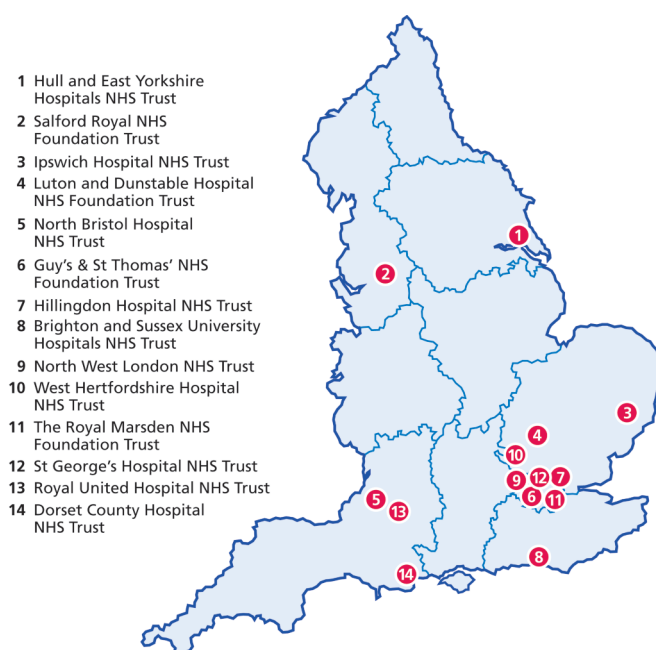 1 Hull and East Yorkshire
Hospitals NHS Trust
2 Salford Royal NHS
Foundation Trust
3 Ipswich Hospital NHS Trust
4 Luton and Dunstable Hospital
NHS Foundation Trust
5 North Bristol Hospital
NHS Trust
6 Guy's & St Thomas' NHS
Foundation Trust
7 Hillingdon Hospital NHS Trust
8 Brighton and Sussex University
Hospitals NHS Trust
9 North West London NHS Trust
10 West Hertfordshire Hospital
NHS Trust
11 The Royal Marsden NHS
Foundation Trust
12 St George's Hospital NHS Trust
13 Royal United Hospital NHS Trust
14 Dorset County Hospital
NHS Trust
1
2
3
4
10
9 12 7
6 11
5
13
8
14